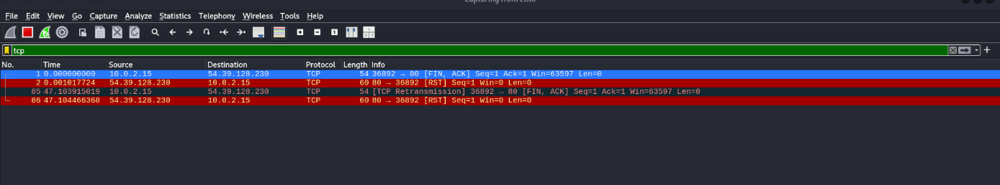 Capturing from eth0
File Edit View Go Capture Analyze Statistics Telephony Wireless Tools Help
tcp
No. Time Source Destination Protocol Length Info
1 0.000000000 10.0.2.15 54.39.128.230 TCP 54 36892 → 80 [FIN, ACK] Seq=1 Ack=1 Win=63597 Len=0
2 0.001017724 54.39.128.230 10.0.2.15 TCP 60 80 → 36892 [RST] Seq=1 Win=0 Len=0
85 47.103915019 10.0.2.15 54.39.128.230 TCP 54 [TCP Retransmission] 36892 → 80 [FIN, ACK] Seq=1 Ack=1 Win=63597 Len=0
86 47.104466368 54.39.128.230 10.0.2.15 TCP 60 80 → 36892 [RST] Seq=1 Win=0 Len=0